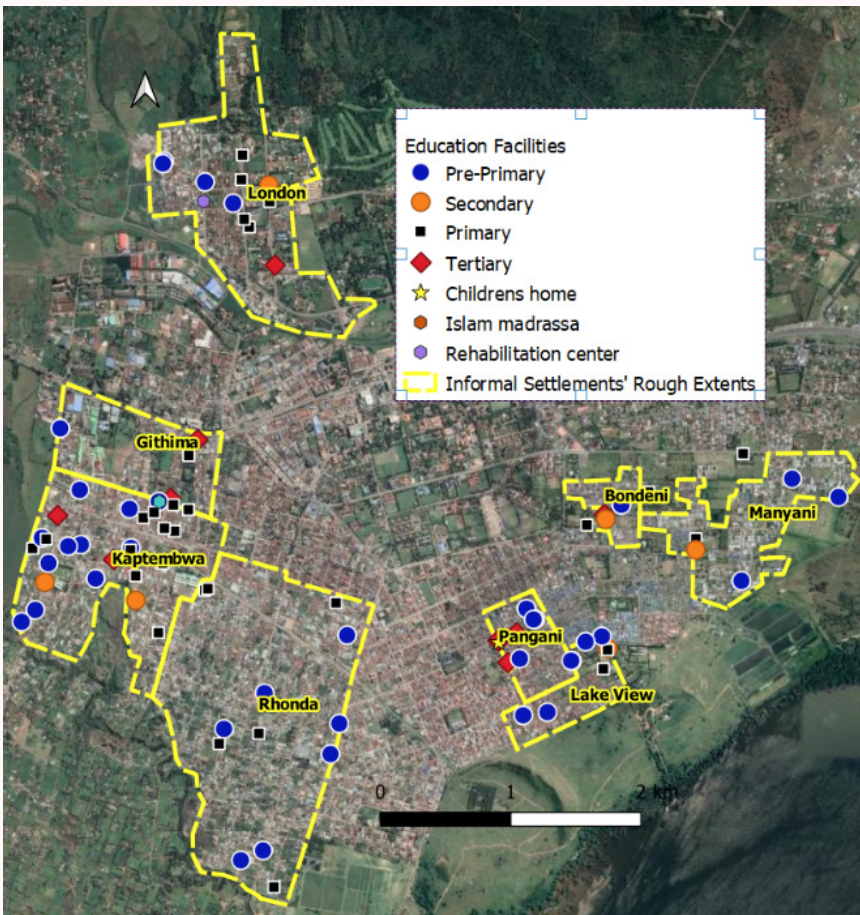 Education Facilities
Pre-Primary
Secondary
Primary
Tertiary
Childrens home
Islam madrassa
Rehabilitation center
Informal Settlements' Rough Extents
London
Githima
Bondeni
Manyani
Kaptembwa
Pangani
Lake View
Rhonda
0 1 2 km